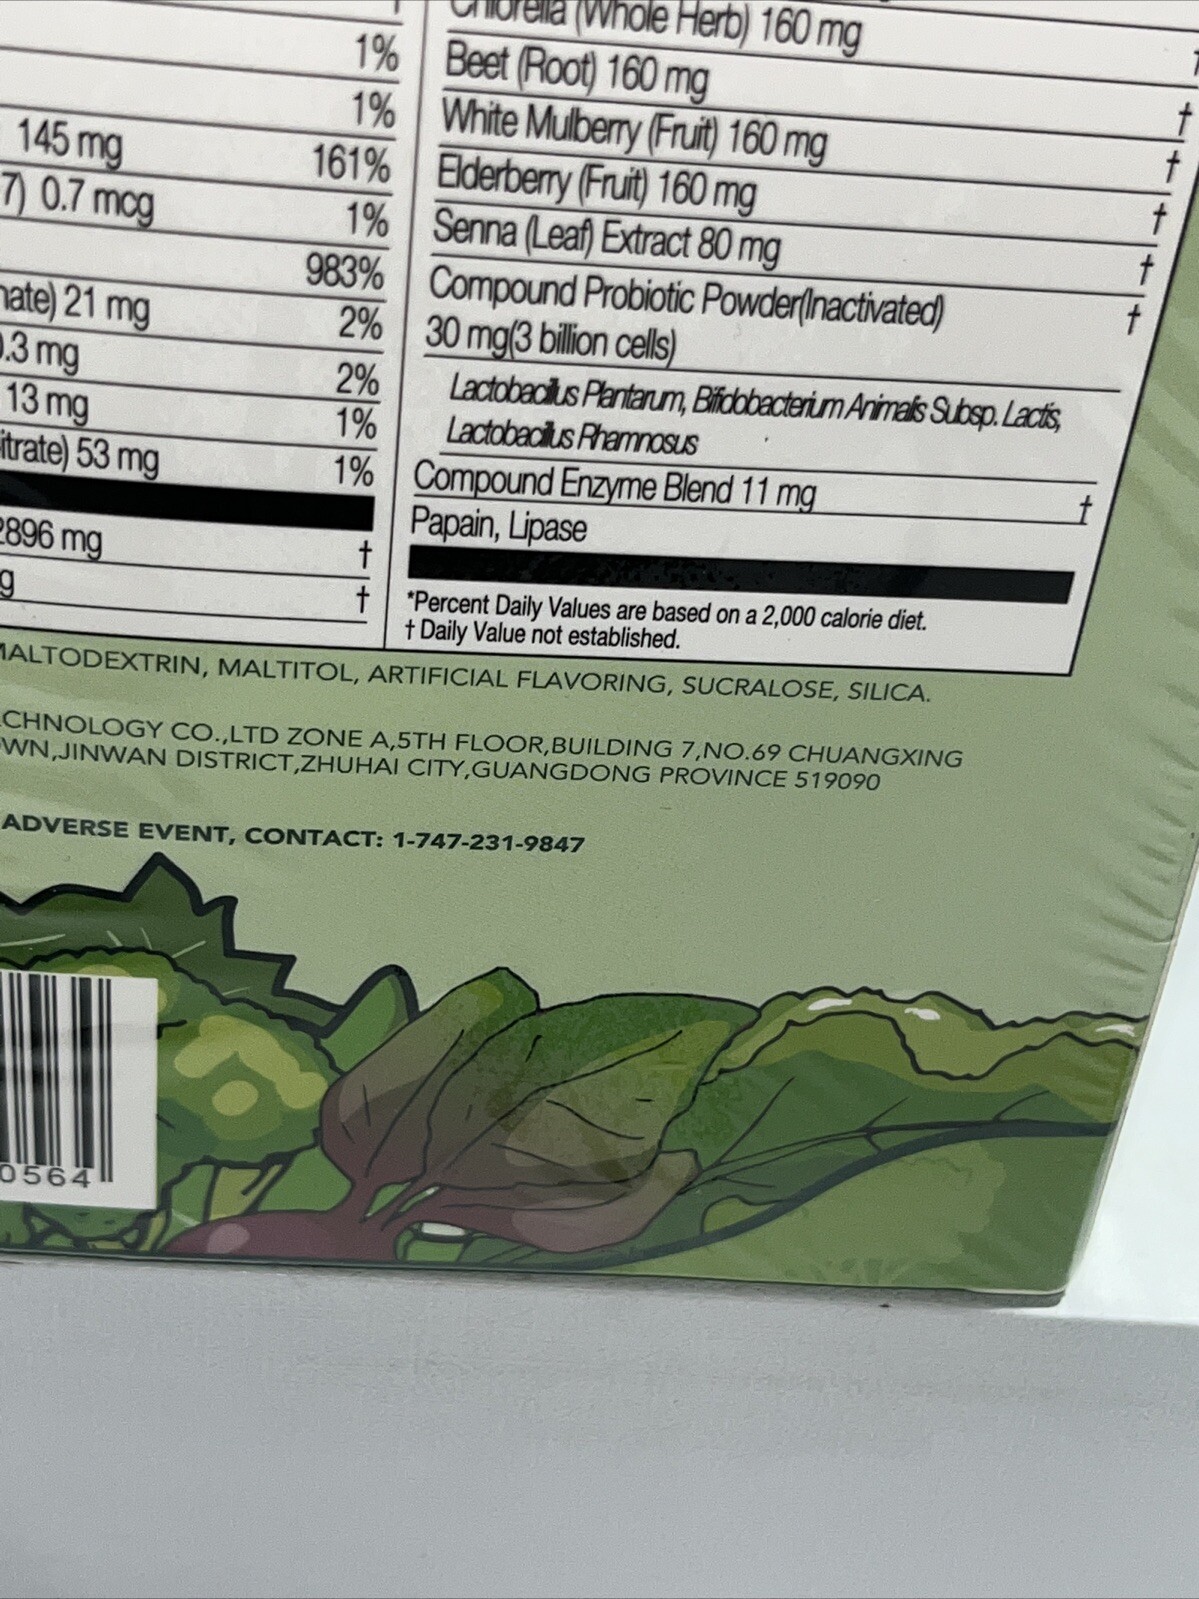 1%
1%
145 mg 161%
7) 0.7 mcg 1%
983%
nate) 21 mg 2%
0.3 mg 2%
13 mg 1%
itrate) 53 mg 1%
2896 mg †
g †
Chlorella (Whole Herb) 160 mg †
Beet (Root) 160 mg †
White Mulberry (Fruit) 160 mg †
Elderberry (Fruit) 160 mg †
Senna (Leaf) Extract 80 mg †
Compound Probiotic Powder(Inactivated) †
30 mg(3 billion cells)
Lactobacillus Plantarum, Bifidobacterium Animalis Subsp. Lactis,
Lactobacillus Rhamnosus
Compound Enzyme Blend 11 mg †
Papain, Lipase
*Percent Daily Values are based on a 2,000 calorie diet.
† Daily Value not established.
MALTODEXTRIN, MALTITOL, ARTIFICIAL FLAVORING, SUCRALOSE, SILICA.
CHNOLOGY CO.,LTD ZONE A,5TH FLOOR,BUILDING 7,NO.69 CHUANGXING
WN,JINWAN DISTRICT,ZHUHAI CITY,GUANGDONG PROVINCE 519090
ADVERSE EVENT, CONTACT: 1-747-231-9847
0564